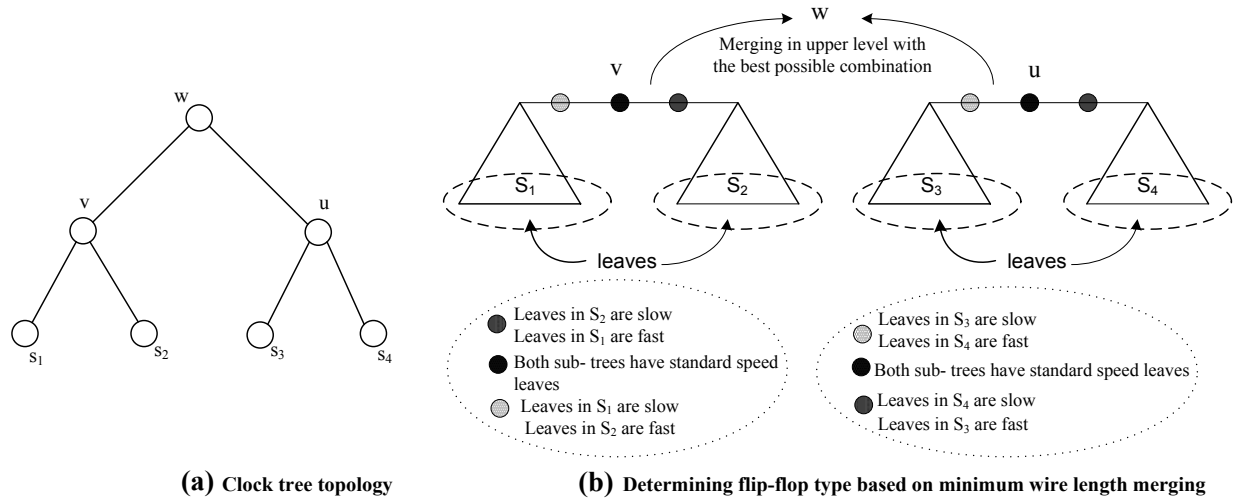 w
v
u
s1
s2
s3
s4
(a) Clock tree topology
w
Merging in upper level with
the best possible combination
v
u
S1
S2
S3
S4
leaves
leaves
Leaves in S2 are slow
Leaves in S1 are fast
Both sub- trees have standard speed
leaves
Leaves in S1 are slow
Leaves in S2 are fast
Leaves in S3 are slow
Leaves in S4 are fast
Both sub- trees have standard speed leaves
Leaves in S4 are slow
Leaves in S3 are fast
(b) Determining flip-flop type based on minimum wire length merging